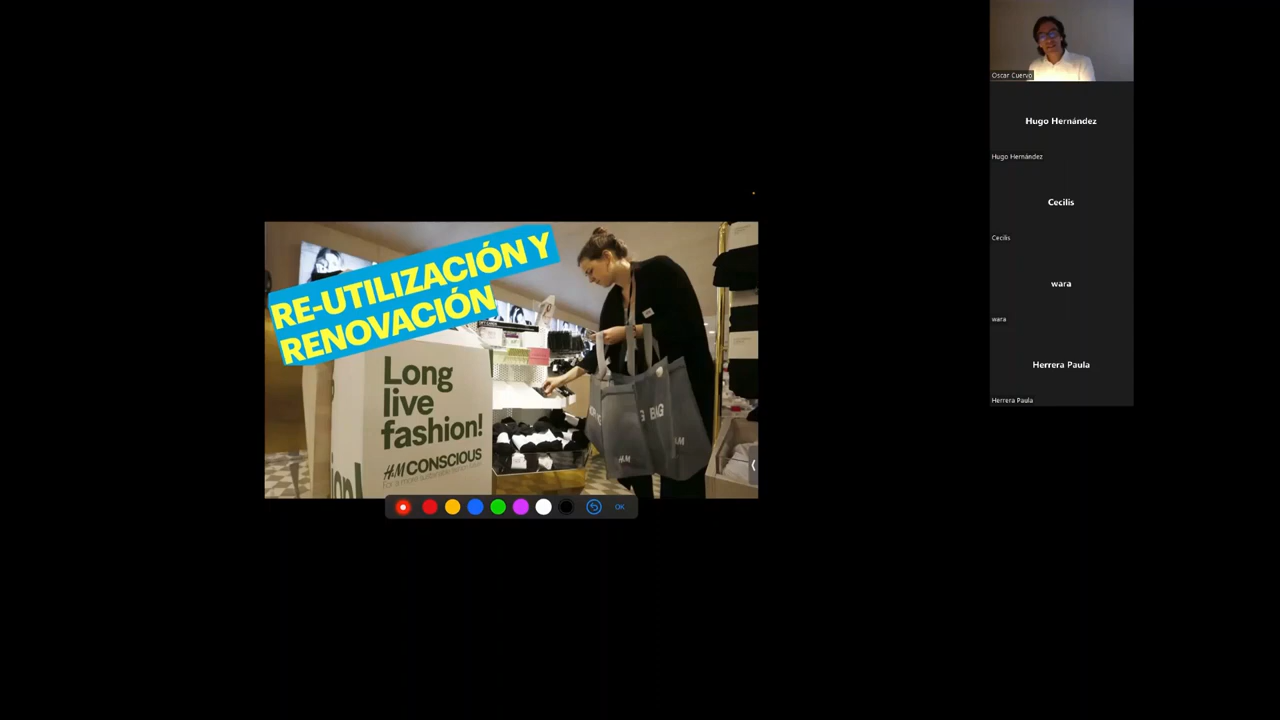 RE-UTILIZACIÓN Y
RENOVACIÓN
Long
live
fashion!
H&M CONSCIOUS
BAG
H&M
OK
Oscar Cuervo
Hugo Hernández
Hugo Hernández
Cecilis
Cecilis
wara
wara
Herrera Paula
Herrera Paula